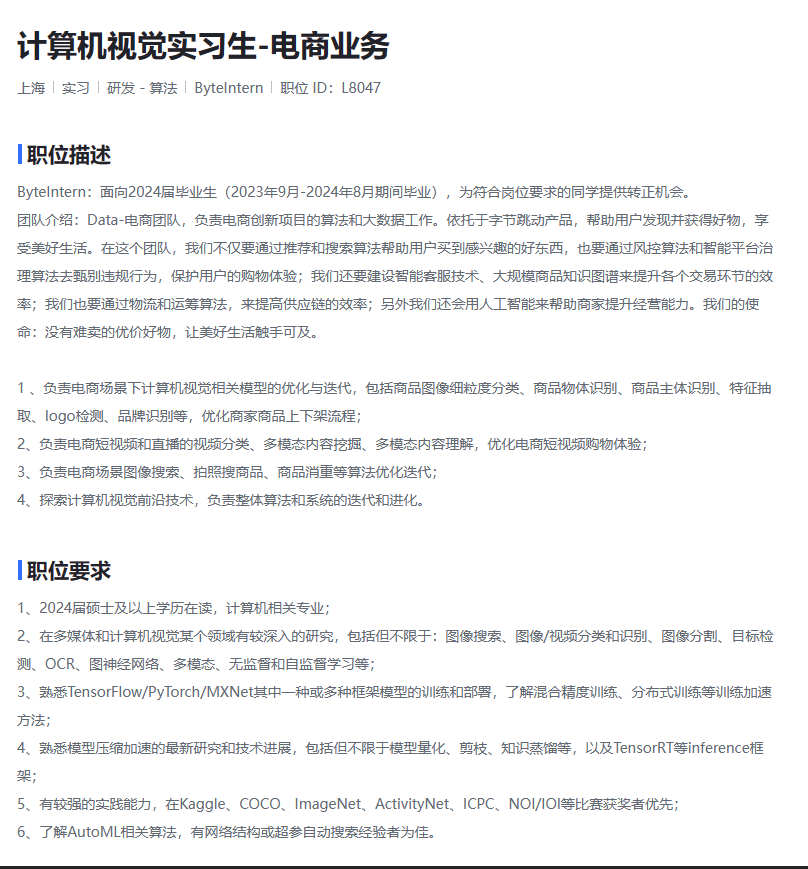 计算机视觉实习生-电商业务
上海 | 实习 | 研发 - 算法 | ByteIntern | 职位 ID：L8047
职位描述
ByteIntern：面向2024届毕业生（2023年9月-2024年8月期间毕业），为符合岗位要求的同学提供转正机会。
团队介绍：Data-电商团队，负责电商创新项目的算法和大数据工作。依托于字节跳动产品，帮助用户发现并获得好物，享
受美好生活。在这个团队，我们不仅要通过推荐和搜索算法帮助用户买到感兴趣的好东西，也要通过风控算法和智能平台治
理算法去甄别违规行为，保护用户的购物体验；我们还要建设智能客服技术、大规模商品知识图谱来提升各个交易环节的效
率；我们也要通过物流和运筹算法，来提高供应链的效率；另外我们还会用人工智能来帮助商家提升经营能力。我们的使
命：没有难卖的优价好物，让美好生活触手可及。
1 、负责电商场景下计算机视觉相关模型的优化与迭代，包括商品图像细粒度分类、商品物体识别、商品主体识别、特征抽
取、logo检测、品牌识别等，优化商家商品上下架流程；
2、负责电商短视频和直播的视频分类、多模态内容挖掘、多模态内容理解，优化电商短视频购物体验；
3、负责电商场景图像搜索、拍照搜商品、商品消重等算法优化迭代；
4、探索计算机视觉前沿技术，负责整体算法和系统的迭代和进化。
职位要求
1、2024届硕士及以上学历在读，计算机相关专业；
2、在多媒体和计算机视觉某个领域有较深入的研究，包括但不限于：图像搜索、图像/视频分类和识别、图像分割、目标检
测、OCR、图神经网络、多模态、无监督和自监督学习等；
3、熟悉TensorFlow/PyTorch/MXNet其中一种或多种框架模型的训练和部署，了解混合精度训练、分布式训练等训练加速
方法；
4、熟悉模型压缩加速的最新研究和技术进展，包括但不限于模型量化、剪枝、知识蒸馏等，以及TensorRT等inference框
架；
5、有较强的实践能力，在Kaggle、COCO、ImageNet、ActivityNet、ICPC、NOI/IOI等比赛获奖者优先；
6、了解AutoML相关算法，有网络结构或超参自动搜索经验者为佳。